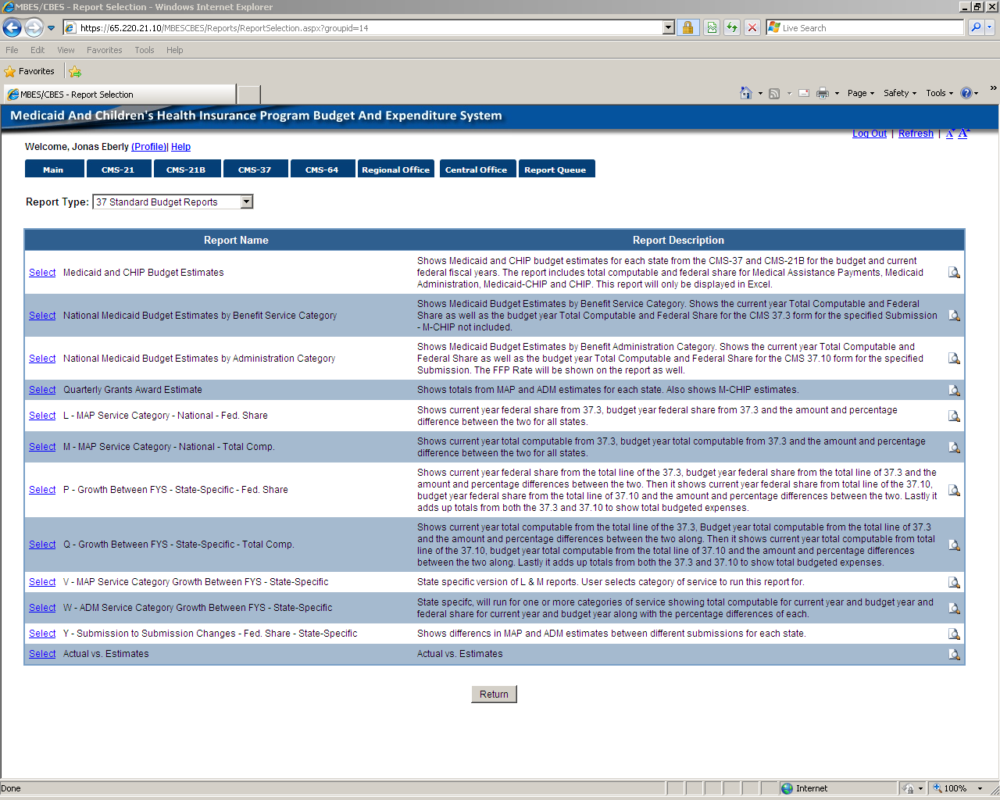 MBES/CBES - Report Selection - Windows Internet Explorer
https://65.220.21.10/MBESCBES/Reports/ReportSelection.aspx?groupid=14
Live Search
File Edit View Favorites Tools Help
Favorites
MBES/CBES - Report Selection
Page Safety Tools
Medicaid And Children's Health Insurance Program Budget And Expenditure System
Log Out | Refresh | A A
Welcome, Jonas Eberly (Profile)| Help
Main CMS-21 CMS-21B CMS-37 CMS-64 Regional Office Central Office Report Queue
Report Type: 37 Standard Budget Reports
Report Name Report Description
Select Medicaid and CHIP Budget Estimates
Shows Medicaid and CHIP budget estimates for each state from the CMS-37 and CMS-21B for the budget and current
federal fiscal years. The report includes total computable and federal share for Medical Assistance Payments, Medicaid
Administration, Medicaid-CHIP and CHIP. This report will only be displayed in Excel.
Select National Medicaid Budget Estimates by Benefit Service Category
Shows Medicaid Budget Estimates by Benefit Service Category. Shows the current year Total Computable and Federal
Share as well as the budget year Total Computable and Federal Share for the CMS 37.3 form for the specified Submission
- M-CHIP not included.
Select National Medicaid Budget Estimates by Administration Category
Shows Medicaid Budget Estimates by Benefit Administration Category. Shows the current year Total Computable and
Federal Share as well as the budget year Total Computable and Federal Share for the CMS 37.10 form for the specified
Submission. The FFP Rate will be shown on the report as well.
Select Quarterly Grants Award Estimate
Shows totals from MAP and ADM estimates for each state. Also shows M-CHIP estimates.
Select L - MAP Service Category - National - Fed. Share
Shows current year federal share from 37.3, budget year federal share from 37.3 and the amount and percentage
difference between the two for all states.
Select M - MAP Service Category - National - Total Comp.
Shows current year total computable from 37.3, budget year total computable from 37.3 and the amount and percentage
difference between the two for all states.
Select P - Growth Between FYS - State-Specific - Fed. Share
Shows current year federal share from the total line of the 37.3, budget year federal share from the total line of 37.3 and the
amount and percentage differences between the two. Then it shows current year federal share from total line of the 37.10,
budget year federal share from the total line of 37.10 and the amount and percentage differences between the two. Lastly it
adds up totals from both the 37.3 and 37.10 to show total budgeted expenses.
Select Q - Growth Between FYS - State-Specific - Total Comp.
Shows current year total computable from the total line of the 37.3, Budget year total computable from the total line of 37.3
and the amount and percentage differences between the two along. Then it shows current year total computable from total
line of the 37.10, budget year total computable from the total line of 37.10 and the amount and percentage differences
between the two along. Lastly it adds up totals from both the 37.3 and 37.10 to show total budgeted expenses.
Select V - MAP Service Category Growth Between FYS - State-Specific
State specific version of L & M reports. User selects category of service to run this report for.
Select W - ADM Service Category Growth Between FYS - State-Specific
State specifc, will run for one or more categories of service showing total computable for current year and budget year and
federal share for current year and budget year along with the percentage differences of each.
Select Y - Submission to Submission Changes - Fed. Share - State-Specific
Shows differencs in MAP and ADM estimates between different submissions for each state.
Select Actual vs. Estimates
Actual vs. Estimates
Return
Done Internet 100%